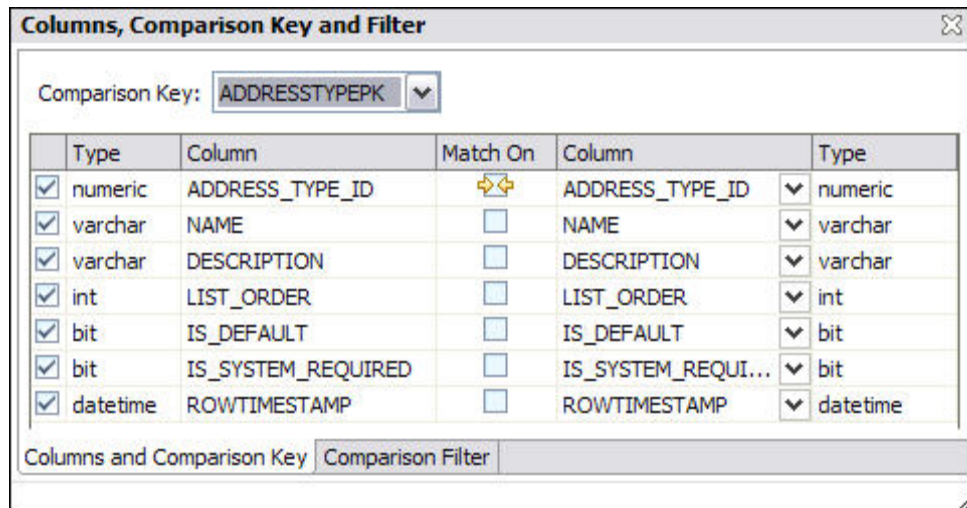 Columns, Comparison Key and Filter
Comparison Key: ADDRESSTYPEPK
Type Column Match On Column Type
numeric ADDRESS_TYPE_ID ADDRESS_TYPE_ID numeric
varchar NAME NAME varchar
varchar DESCRIPTION DESCRIPTION varchar
int LIST_ORDER LIST_ORDER int
bit IS_DEFAULT IS_DEFAULT bit
bit IS_SYSTEM_REQUIRED IS_SYSTEM_REQUI... bit
datetime ROWTIMESTAMP ROWTIMESTAMP datetime
Columns and Comparison Key Comparison Filter